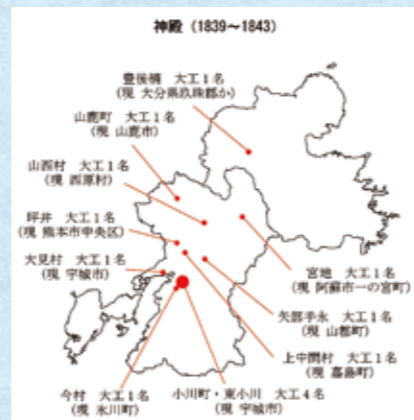 神殿（1839～1843）
豊後楠　大工1名
（現 大分県玖珠郡か）
山鹿町　大工1名
（現 山鹿市）
山西村　大工1名
（現 西原村）
坪井　大工1名
（現 熊本市中央区）
大見村　大工1名
（現 宇城市）
今村　大工1名
（現 氷川町）
小川町・東小川　大工4名
（現 宇城市）
上中間村　大工1名
（現 嘉島町）
矢部手永　大工1名
（現 山都町）
宮地　大工1名
（現 阿蘇市一の宮町）